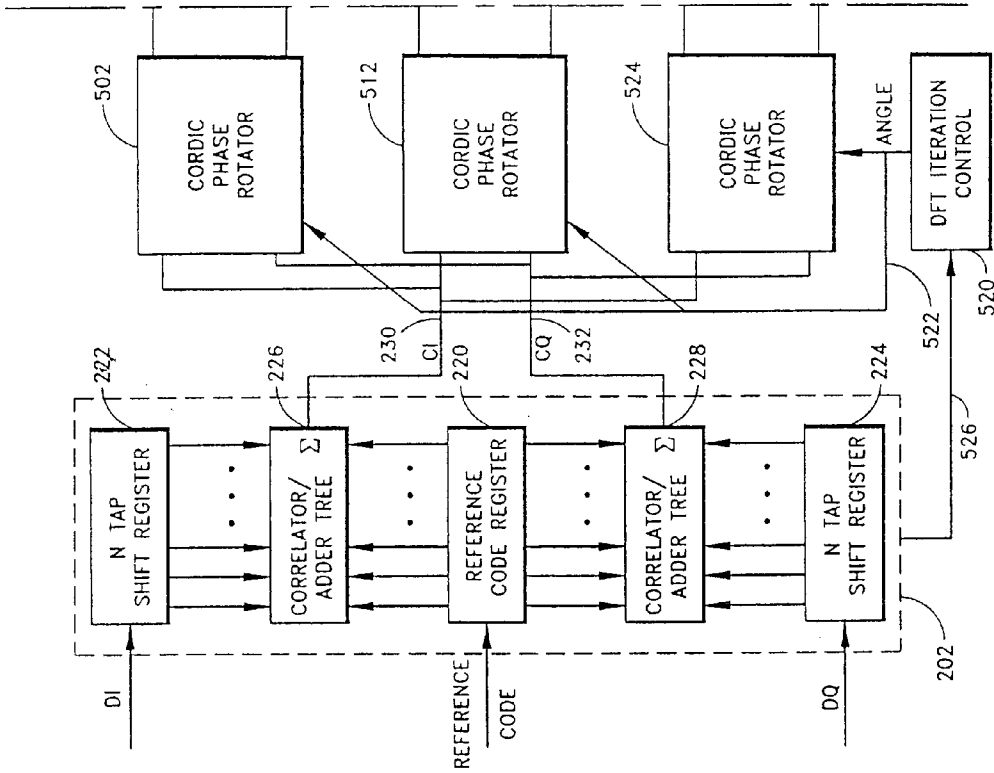 502
CORDIC
PHASE
ROTATOR
512
CORDIC
PHASE
ROTATOR
524
CORDIC
PHASE
ROTATOR
ANGLE
DFT ITERATION
CONTROL
520
522
526
230
CI
CQ
232
222
N TAP
SHIFT REGISTER
226
CORRELATOR/
ADDER TREE
Σ
220
REFERENCE
CODE REGISTER
228
CORRELATOR/
ADDER TREE
Σ
224
N TAP
SHIFT REGISTER
202
DI
REFERENCE
CODE
DQ